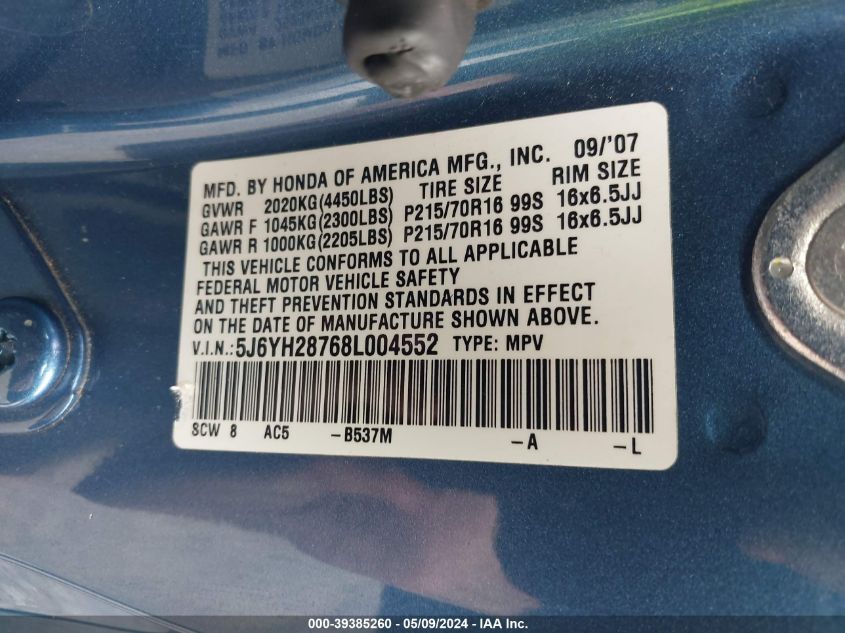 MFD. BY HONDA OF AMERICA MFG., INC. 09/'07
GVWR 2020KG(4450LBS) TIRE SIZE RIM SIZE
GAWR F 1045KG(2300LBS) P215/70R16 99S 16x6.5JJ
GAWR R 1000KG(2205LBS) P215/70R16 99S 16x6.5JJ
THIS VEHICLE CONFORMS TO ALL APPLICABLE
FEDERAL MOTOR VEHICLE SAFETY
AND THEFT PREVENTION STANDARDS IN EFFECT
ON THE DATE OF MANUFACTURE SHOWN ABOVE.
V.I.N.:5J6YH28768L004552 TYPE: MPV
SCW 8 AC5 -B537M -A -L
000-39385260 - 05/09/2024 - IAA Inc.